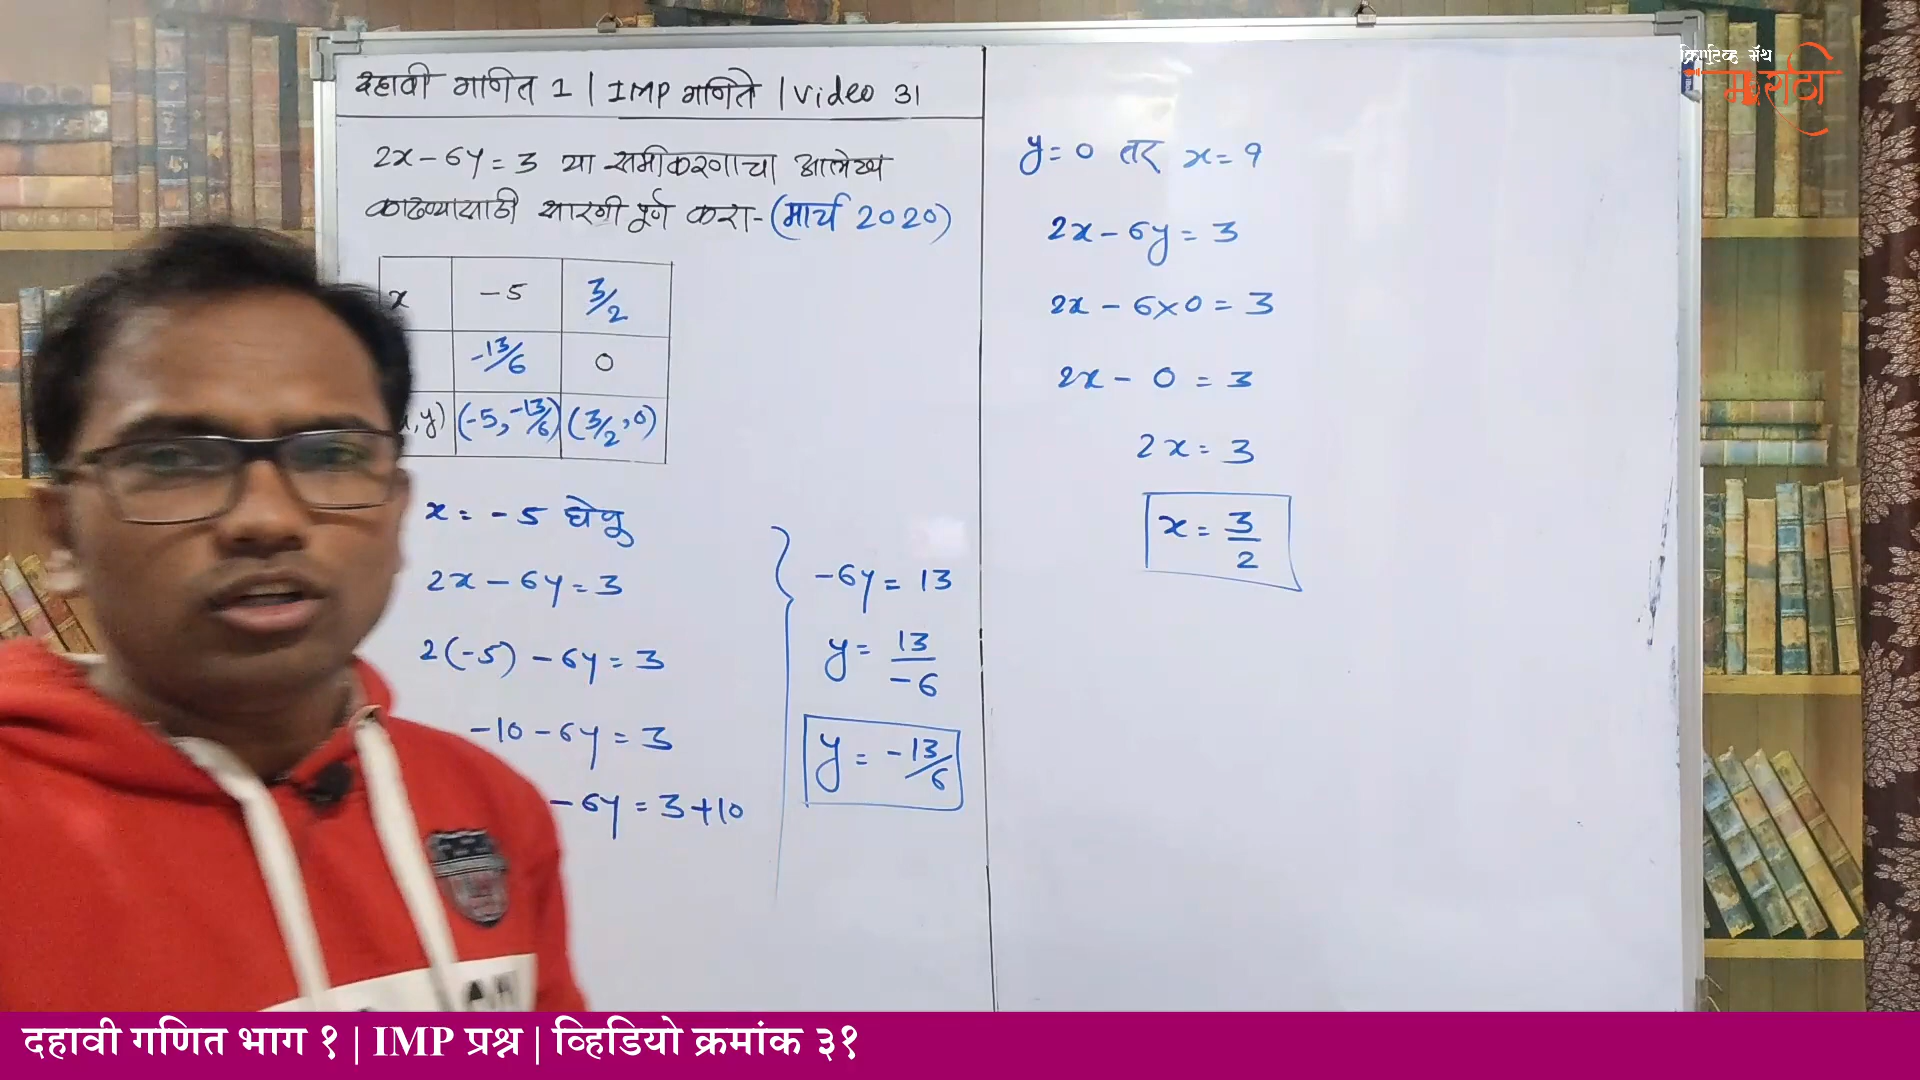 दहावी गणित 1 | IMP गणिते | Video 31
2x - 6y = 3 या समीकरणाचा आलेख
काढण्यासाठी सारणी पूर्ण करा - (मार्च 2020)
x -5 3/2
-13/6 0
x, y) (-5, -13/6) (3/2, 0)
x = -5 घेवू
2x - 6y = 3
2(-5) - 6y = 3
-10 - 6y = 3
-6y = 3+10
-6y = 13
y = 13/-6
y = -13/6
y = 0 तर x = ?
2x - 6y = 3
2x - 6×0 = 3
2x - 0 = 3
2x = 3
x = 3/2
क्रिएटिव्ह मॅथ
मराठी
दहावी गणित भाग १ | IMP प्रश्न | व्हिडियो क्रमांक ३१